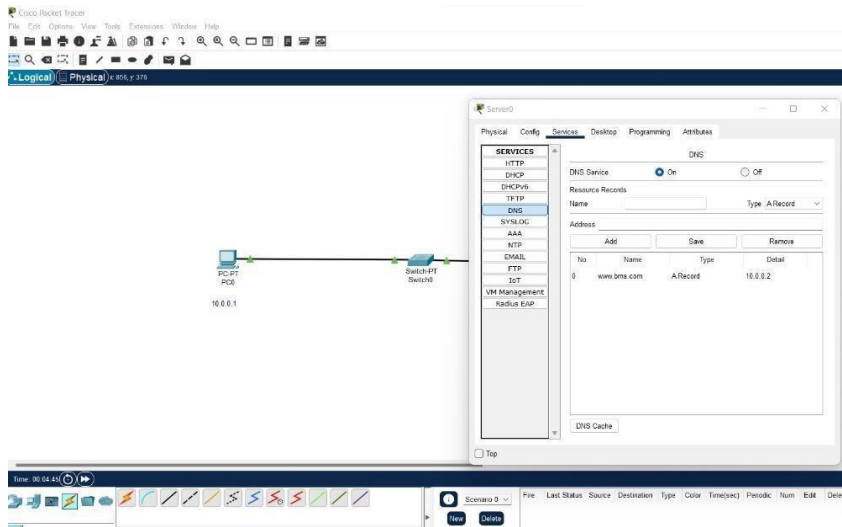 Cisco Packet Tracer
File Edit Options View Tools Extensions Window Help
Logical Physical x: 856, y: 376
PC-PT
PC0
10.0.0.1
Switch-PT
Switch0
Server0
Physical Config Services Desktop Programming Attributes
SERVICES
HTTP
DHCP
DHCPv6
TFTP
DNS
SYSLOG
AAA
NTP
EMAIL
FTP
IoT
VM Management
Radius EAP
DNS
DNS Service On Off
Resource Records
Name Type A Record
Address
Add Save Remove
No. Name Type Detail
0 www.bms.com A Record 10.0.0.2
DNS Cache
Top
Time: 00:04:45
Scenario 0
New Delete
Fire Last Status Source Destination Type Color Time(sec) Periodic Num Edit Dele